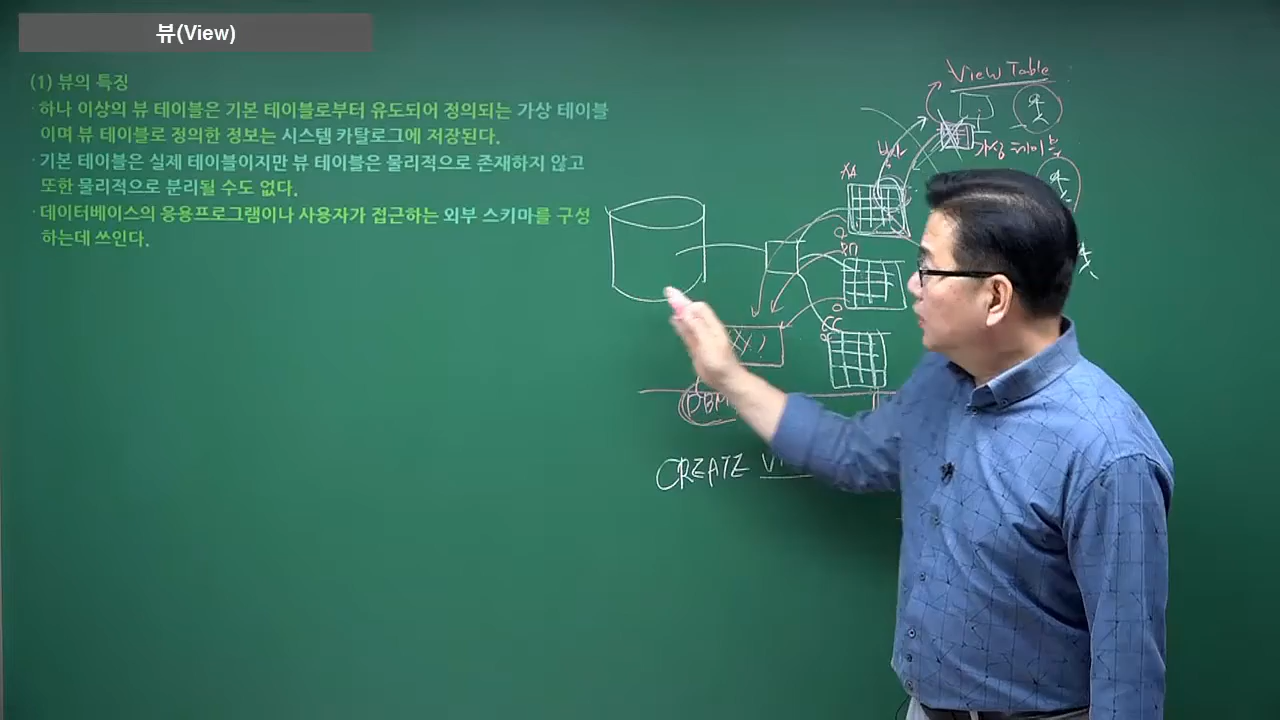 뷰(View)
(1) 뷰의 특징
·하나 이상의 뷰 테이블은 기본 테이블로부터 유도되어 정의되는 가상 테이블
이며 뷰 테이블로 정의한 정보는 시스템 카탈로그에 저장된다.
·기본 테이블은 실제 테이블이지만 뷰 테이블은 물리적으로 존재하지 않고
또한 물리적으로 분리될 수도 없다.
·데이터베이스의 응용프로그램이나 사용자가 접근하는 외부 스키마를 구성
하는데 쓰인다.
View Table
가상 테이블
DBM
CREATE